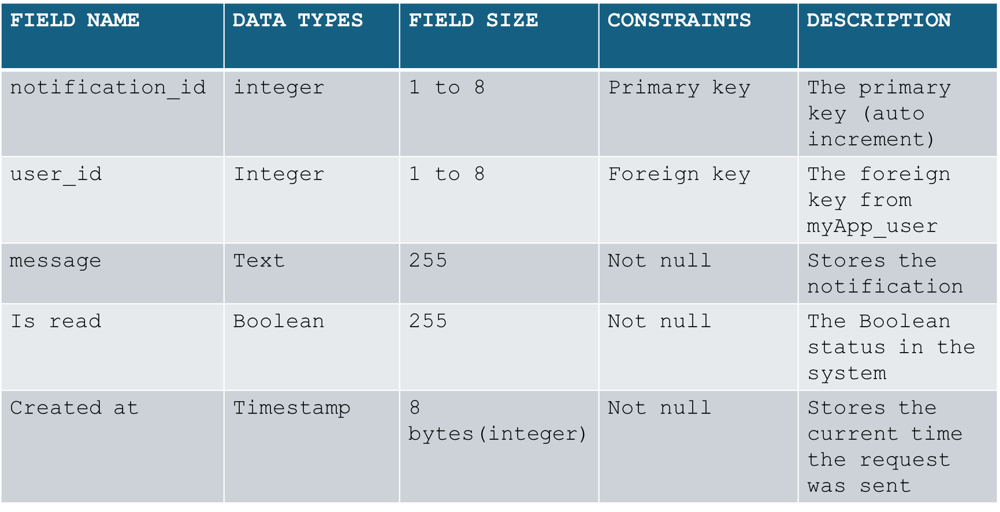 FIELD NAME DATA TYPES FIELD SIZE CONSTRAINTS DESCRIPTION
notification_id integer 1 to 8 Primary key The primary
key (auto
increment)
user_id Integer 1 to 8 Foreign key The foreign
key from
myApp_user
message Text 255 Not null Stores the
notification
Is read Boolean 255 Not null The Boolean
status in the
system
Created at Timestamp 8 Not null Stores the
bytes(integer) current time
the request
was sent